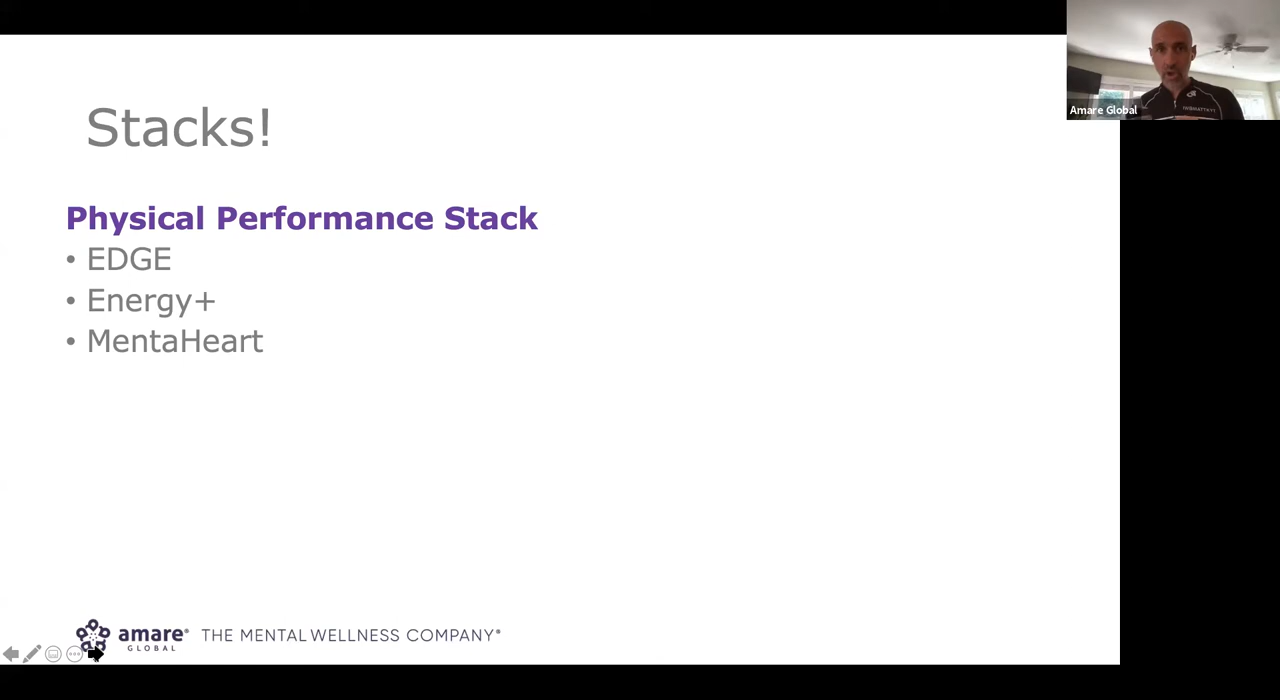 Amare Global
Stacks!
Physical Performance Stack
• EDGE
• Energy+
• MentaHeart
amare® THE MENTAL WELLNESS COMPANY®
GLOBAL